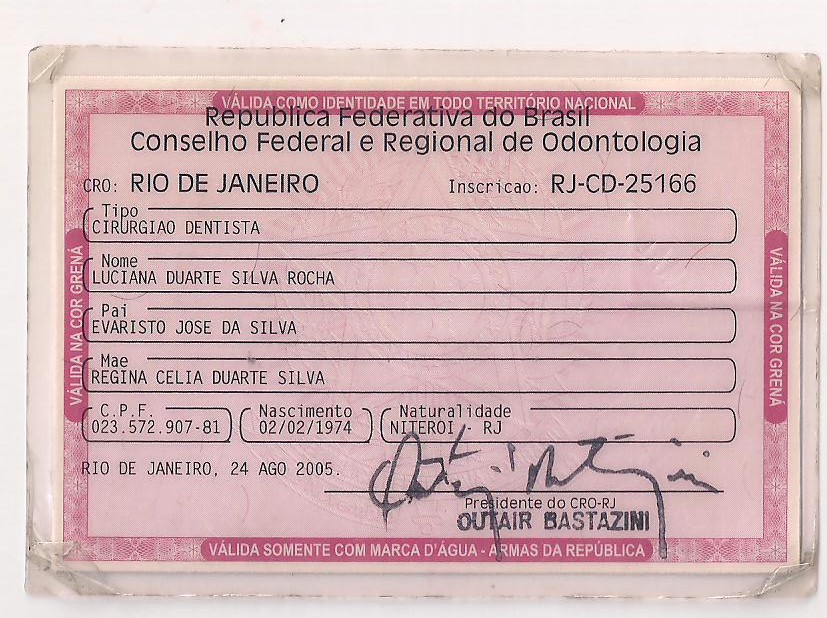 VÁLIDA COMO IDENTIDADE EM TODO TERRITÓRIO NACIONAL
Republica Federativa do Brasil
Conselho Federal e Regional de Odontologia
CRO: RIO DE JANEIRO Inscricao: RJ-CD-25166
Tipo
CIRURGIAO DENTISTA
Nome
LUCIANA DUARTE SILVA ROCHA
Pai
EVARISTO JOSE DA SILVA
Mae
REGINA CELIA DUARTE SILVA
C.P.F. Nascimento Naturalidade
023.572.907-81 02/02/1974 NITEROI - RJ
RIO DE JANEIRO, 24 AGO 2005.
Presidente do CRO-RJ
OUTAIR BASTAZINI
VÁLIDA SOMENTE COM MARCA D'ÁGUA - ARMAS DA REPÚBLICA
VÁLIDA NA COR GRENÁ
VÁLIDA NA COR GRENÁ